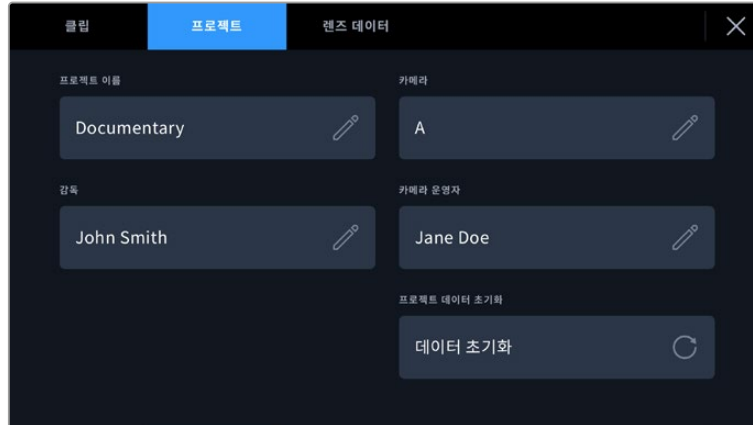 클립 프로젝트 렌즈 데이터
프로젝트 이름 카메라
Documentary A
감독 카메라 운영자
John Smith Jane Doe
프로젝트 데이터 초기화
데이터 초기화